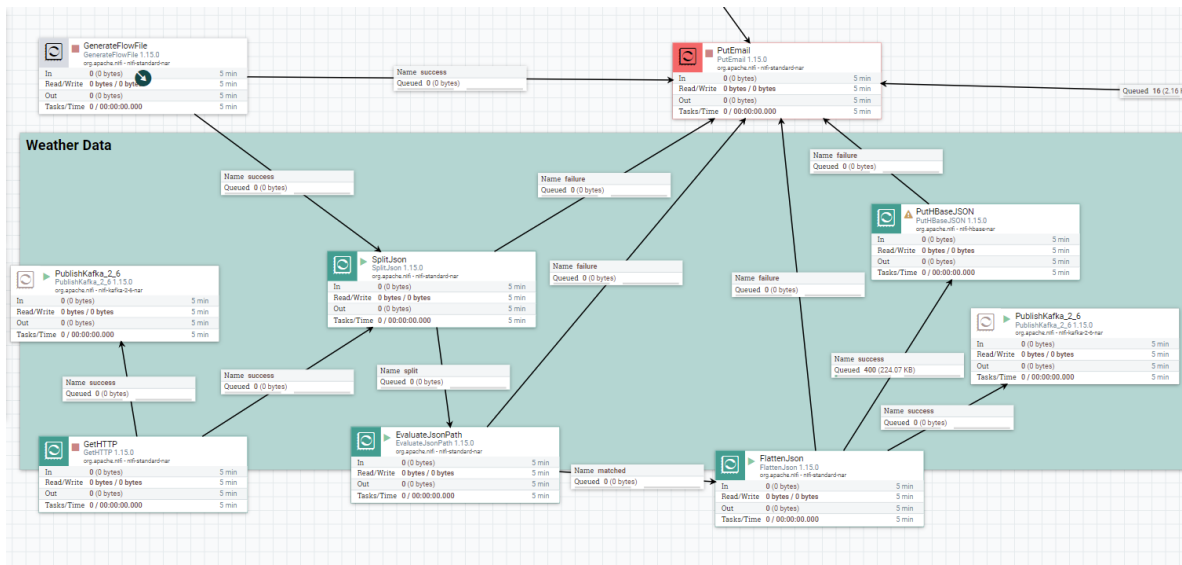 GenerateFlowFile
GenerateFlowFile 1.15.0
org.apache.nifi - nifi-standard-nar
In 0 (0 bytes) 5 min
Read/Write 0 bytes / 0 bytes 5 min
Out 0 (0 bytes) 5 min
Tasks/Time 0 / 00:00:00.000 5 min
Name success
Queued 0 (0 bytes)
PutEmail
PutEmail 1.15.0
org.apache.nifi - nifi-standard-nar
In 0 (0 bytes) 5 min
Read/Write 0 bytes / 0 bytes 5 min
Out 0 (0 bytes) 5 min
Tasks/Time 0 / 00:00:00.000 5 min
Queued 16 (2.16
Weather Data
Name success
Queued 0 (0 bytes)
Name failure
Queued 0 (0 bytes)
Name failure
Queued 0 (0 bytes)
PutHBaseJSON
PutHBaseJSON 1.15.0
org.apache.nifi - nifi-hbase-nar
In 0 (0 bytes) 5 min
Read/Write 0 bytes / 0 bytes 5 min
Out 0 (0 bytes) 5 min
Tasks/Time 0 / 00:00:00.000 5 min
SplitJson
SplitJson 1.15.0
org.apache.nifi - nifi-standard-nar
In 0 (0 bytes) 5 min
Read/Write 0 bytes / 0 bytes 5 min
Out 0 (0 bytes) 5 min
Tasks/Time 0 / 00:00:00.000 5 min
Name failure
Queued 0 (0 bytes)
Name failure
Queued 0 (0 bytes)
PublishKafka_2_6
PublishKafka_2_6 1.15.0
org.apache.nifi - nifi-kafka-2-6-nar
In 0 (0 bytes) 5 min
Read/Write 0 bytes / 0 bytes 5 min
Out 0 (0 bytes) 5 min
Tasks/Time 0 / 00:00:00.000 5 min
PublishKafka_2_6
PublishKafka_2_6 1.15.0
org.apache.nifi - nifi-kafka-2-6-nar
In 0 (0 bytes) 5 min
Read/Write 0 bytes / 0 bytes 5 min
Out 0 (0 bytes) 5 min
Tasks/Time 0 / 00:00:00.000 5 min
Name success
Queued 0 (0 bytes)
Name success
Queued 0 (0 bytes)
Name split
Queued 0 (0 bytes)
Name success
Queued 400 (224.07 KB)
Name success
Queued 0 (0 bytes)
GetHTTP
GetHTTP 1.15.0
org.apache.nifi - nifi-standard-nar
In 0 (0 bytes) 5 min
Read/Write 0 bytes / 0 bytes 5 min
Out 0 (0 bytes) 5 min
Tasks/Time 0 / 00:00:00.000 5 min
EvaluateJsonPath
EvaluateJsonPath 1.15.0
org.apache.nifi - nifi-standard-nar
In 0 (0 bytes) 5 min
Read/Write 0 bytes / 0 bytes 5 min
Out 0 (0 bytes) 5 min
Tasks/Time 0 / 00:00:00.000 5 min
Name matched
Queued 0 (0 bytes)
FlattenJson
FlattenJson 1.15.0
org.apache.nifi - nifi-standard-nar
In 0 (0 bytes) 5 min
Read/Write 0 bytes / 0 bytes 5 min
Out 0 (0 bytes) 5 min
Tasks/Time 0 / 00:00:00.000 5 min